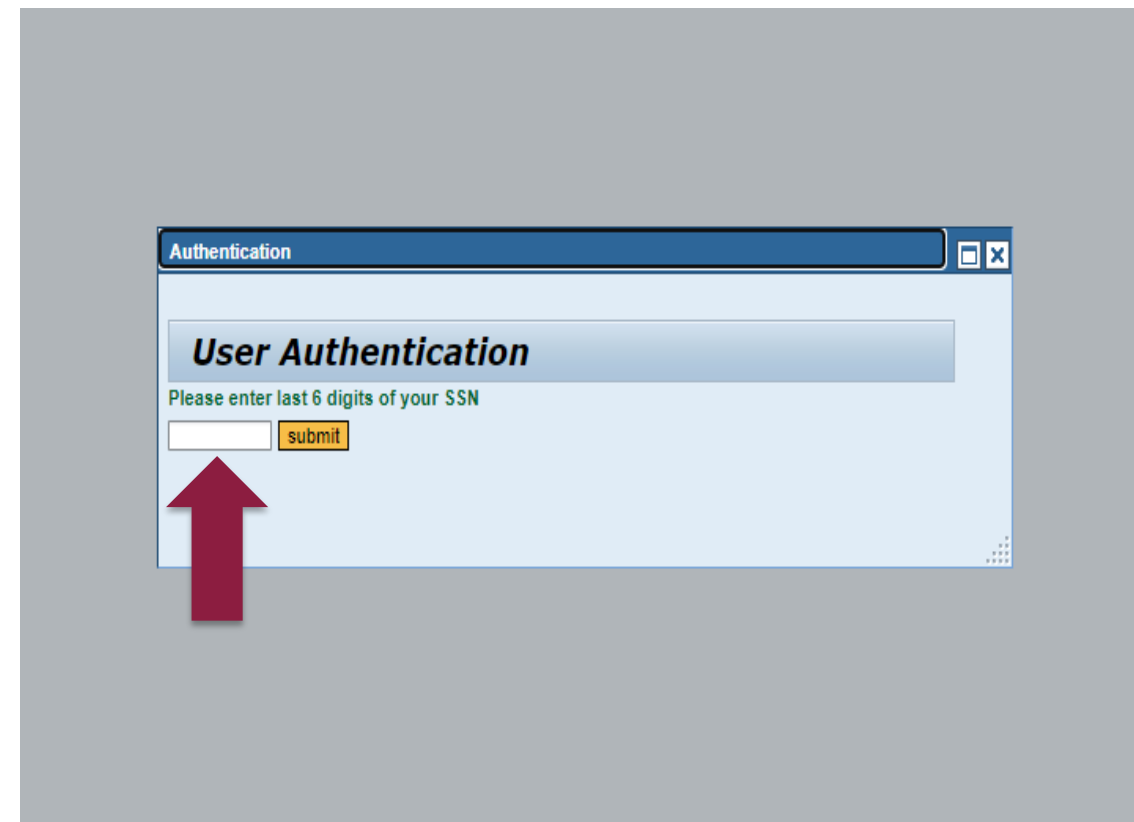 Authentication
User Authentication
Please enter last 6 digits of your SSN
submit